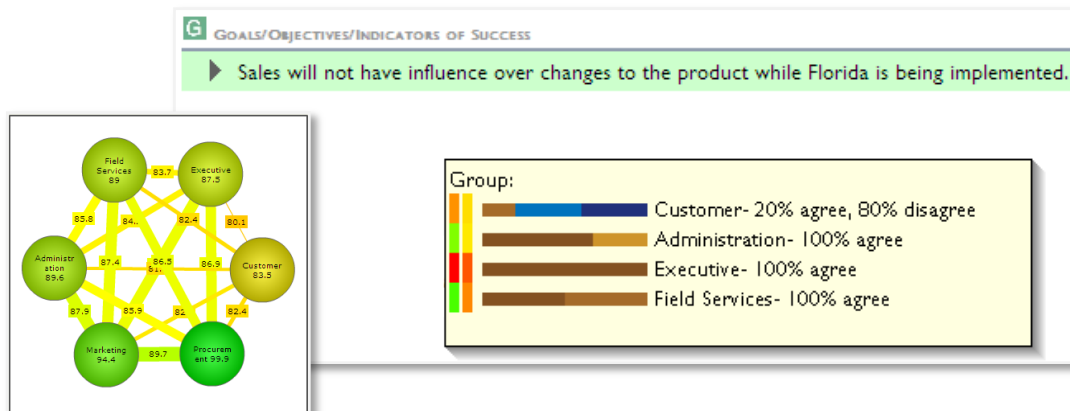 G GOALS/OBJECTIVES/INDICATORS OF SUCCESS
Sales will not have influence over changes to the product while Florida is being implemented.
Field
Services
89
83.7
Executive
87.5
85.8
84..
82.4
80.1
Administr
ation
89.6
87.4
86.5
86.9
Customer
83.5
87.9
85.9
82
82.4
Marketing
94.4
89.7
Procurem
ent 99.9
Group:
Customer- 20% agree, 80% disagree
Administration- 100% agree
Executive- 100% agree
Field Services- 100% agree